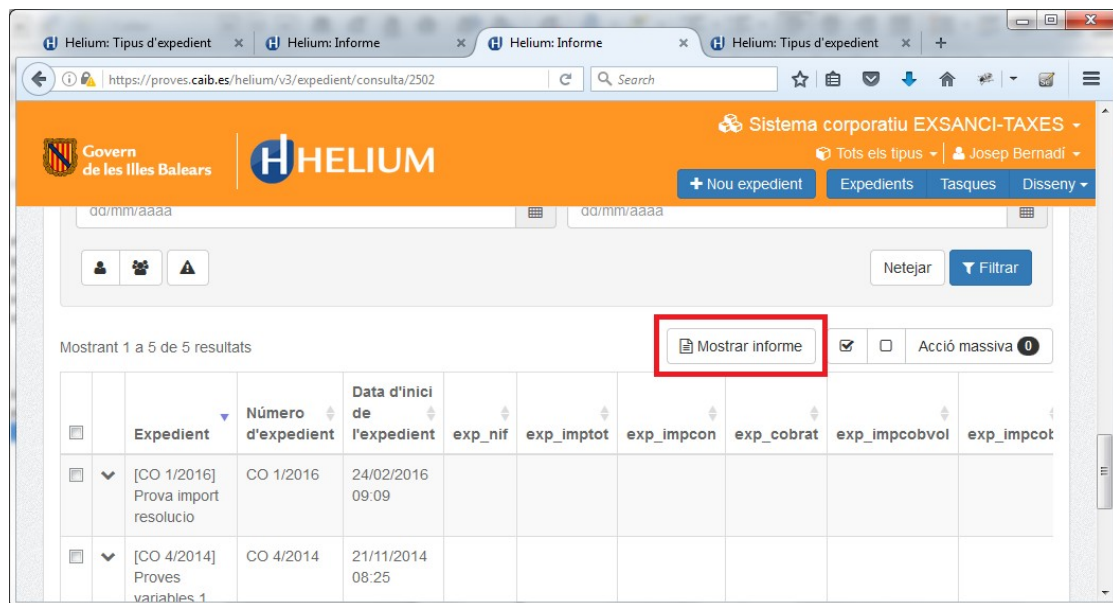 Helium: Tipus d'expedient
Helium: Informe
Helium: Informe
Helium: Tipus d'expedient
https://proves.caib.es/helium/v3/expedient/consulta/2502
Search
Sistema corporatiu EXSANCI-TAXES
Govern
de les Illes Balears
HELIUM
Tots els tipus
Josep Bernadí
Nou expedient
Expedients
Tasques
Disseny
dd/mm/aaaa
dd/mm/aaaa
Netejar
Filtrar
Mostrant 1 a 5 de 5 resultats
Mostrar informe
Acció massiva 0
Expedient
Número
d'expedient
Data d'inici
de
l'expedient
exp_nif
exp_imptot
exp_impcon
exp_cobrat
exp_impcobvol
exp_impcob
[CO 1/2016]
Prova import
resolucio
CO 1/2016
24/02/2016
09:09
[CO 4/2014]
Proves
variables 1
CO 4/2014
21/11/2014
08:25